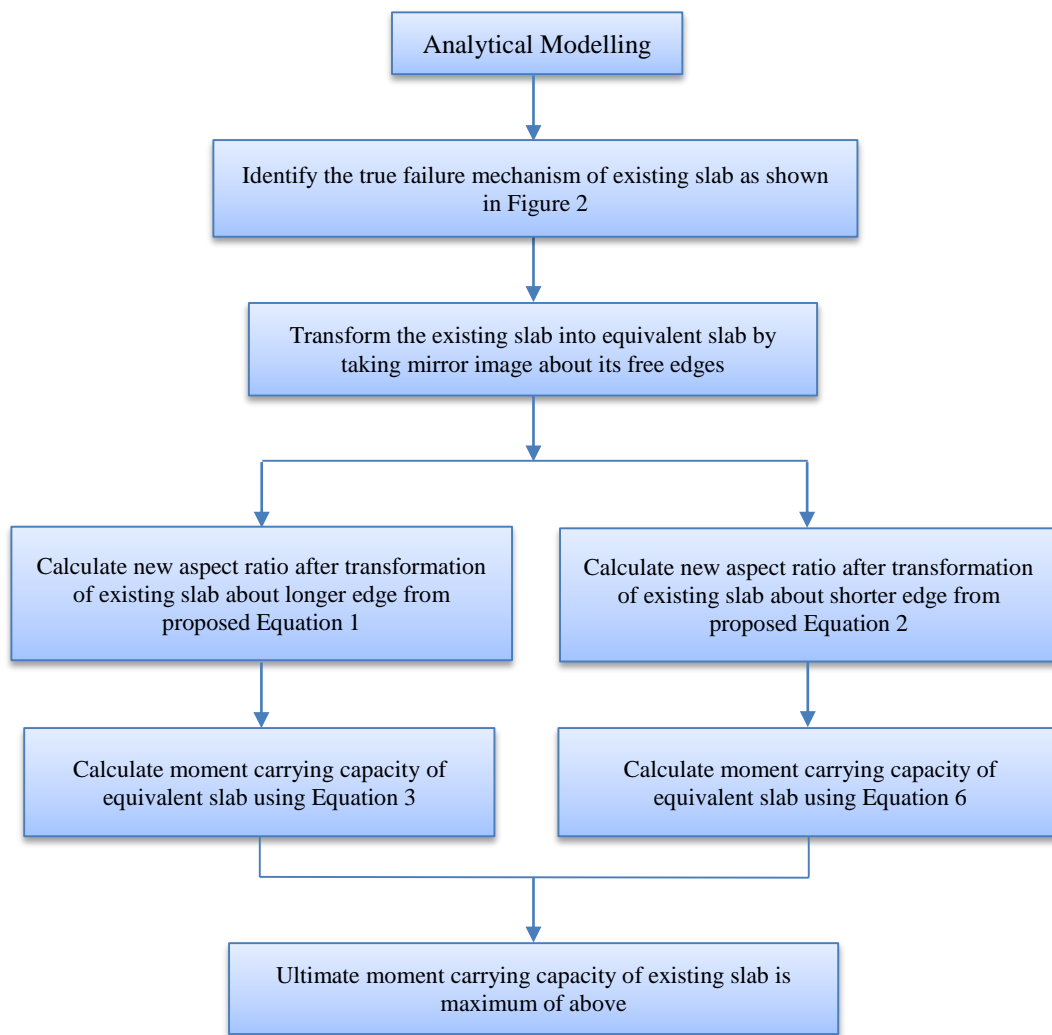 Analytical Modelling
Identify the true failure mechanism of existing slab as shown
in Figure 2
Transform the existing slab into equivalent slab by
taking mirror image about its free edges
Calculate new aspect ratio after transformation
of existing slab about longer edge from
proposed Equation 1
Calculate new aspect ratio after transformation
of existing slab about shorter edge from
proposed Equation 2
Calculate moment carrying capacity of
equivalent slab using Equation 3
Calculate moment carrying capacity of
equivalent slab using Equation 6
Ultimate moment carrying capacity of existing slab is
maximum of above